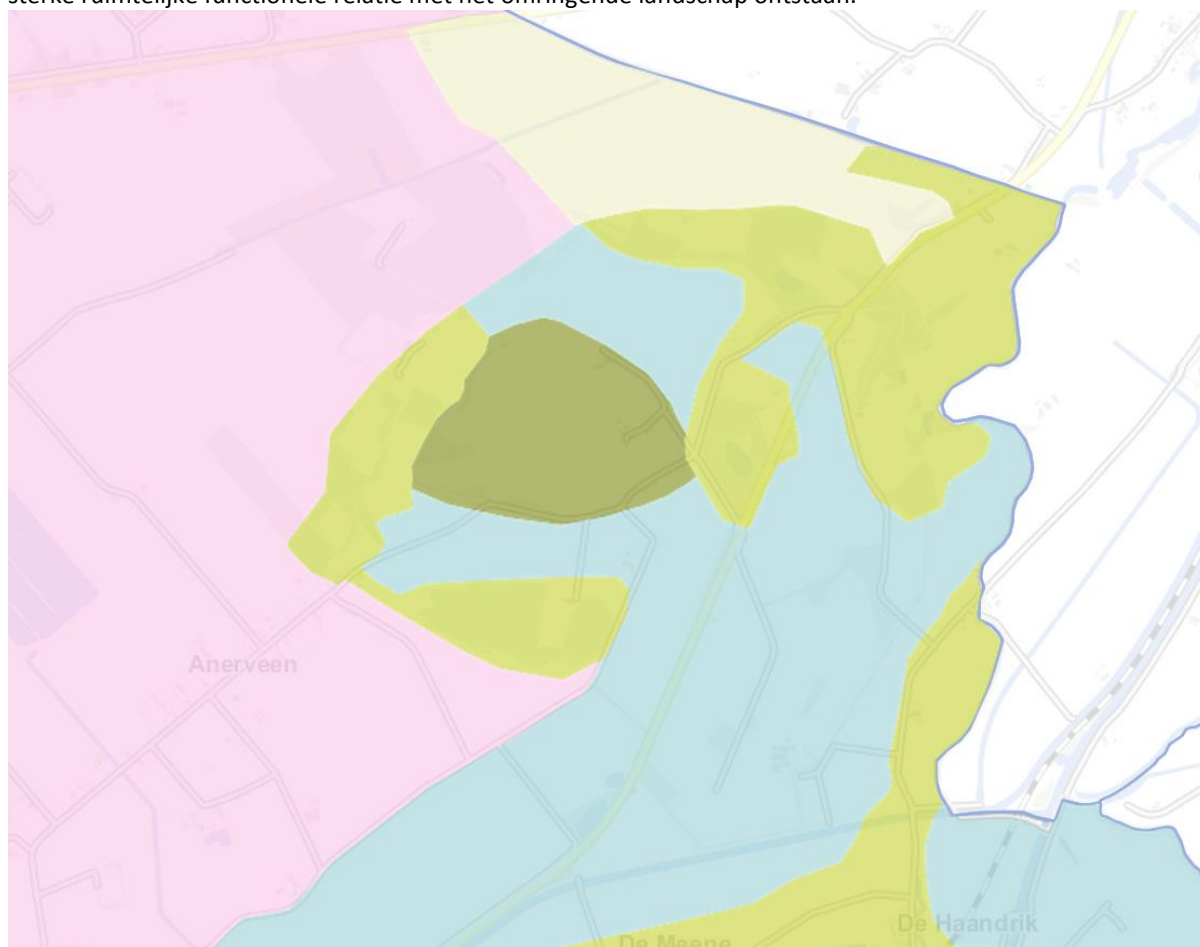 sterke ruimtelijke functionele relatie met het omringende landschap ontstaan.
Anerveen
De Haandrik
De Meene